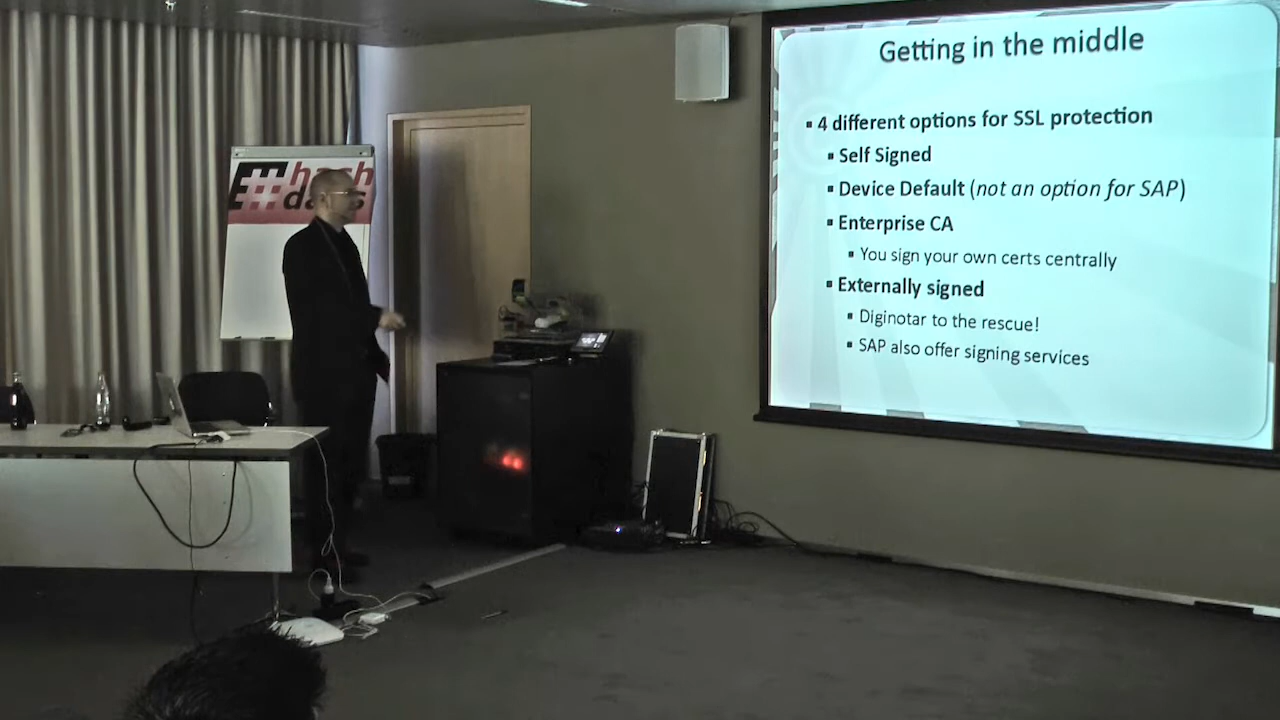 Getting in the middle
▪ 4 different options for SSL protection
▪ Self Signed
▪ Device Default (not an option for SAP)
▪ Enterprise CA
▪ You sign your own certs centrally
▪ Externally signed
▪ Diginotar to the rescue!
▪ SAP also offer signing services